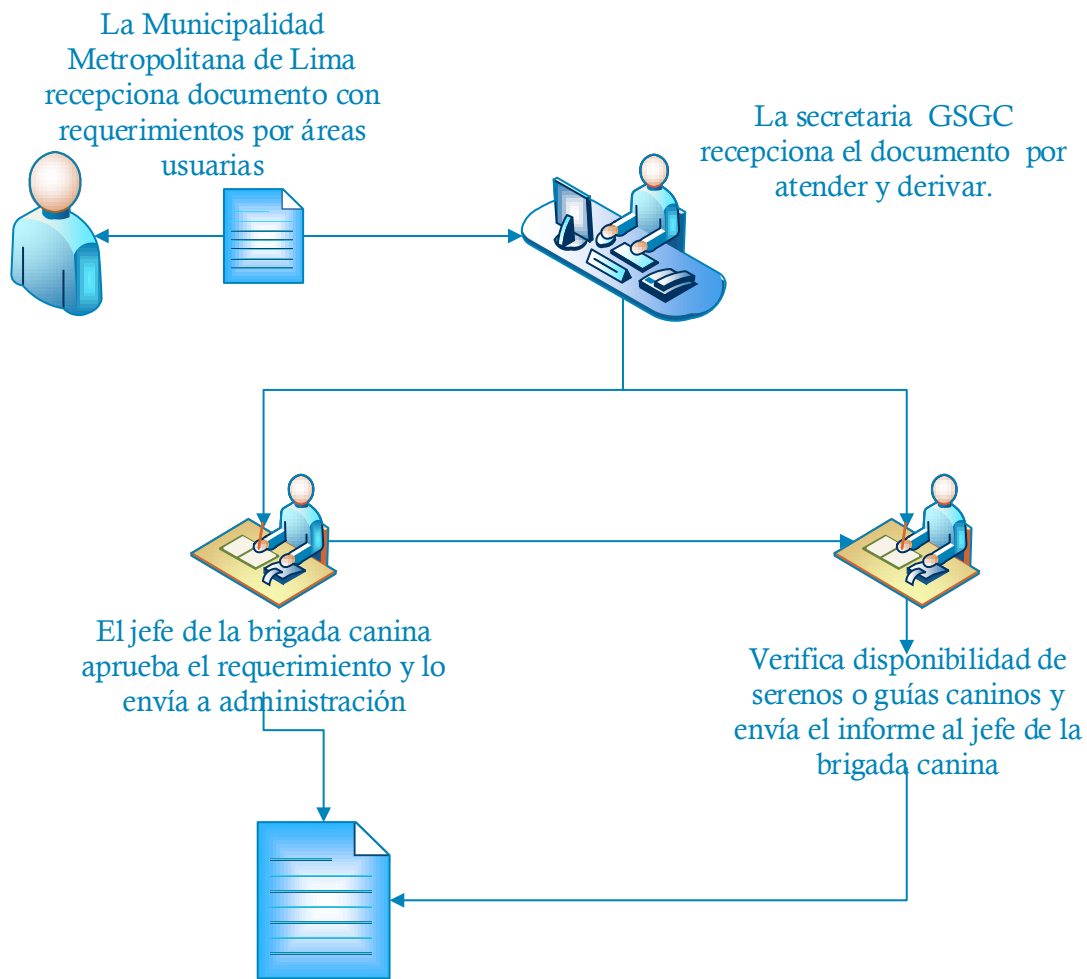 La Municipalidad
Metropolitana de Lima
recepciona documento con
requerimientos por áreas
usuarias
La secretaria GSGC
recepciona el documento por
atender y derivar.
El jefe de la brigada canina
aprueba el requerimiento y lo
envía a administración
Verifica disponibilidad de
serenos o guías caninos y
envía el informe al jefe de la
brigada canina